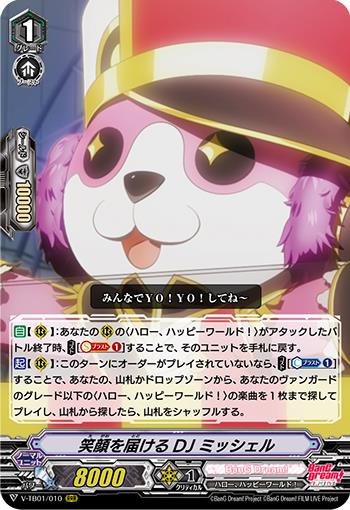 1
グレード
10000
みんなでYO！YO！してね～
自【】：あなたの の〈ハロー、ハッピーワールド！〉がアタックしたバ
トル終了時、【ソウルブラスト1】することで、そのユニットを手札に戻す。
起【】：このターンにオーダーがプレイされていないなら、【カウンターブラスト1】
することで、あなたの、山札かドロップゾーンから、あなたのヴァンガード
のグレード以下の〈ハロー、ハッピーワールド！〉の楽曲を1枚まで探して
プレイし、山札から探したら、山札をシャッフルする。
ノーマル
ユニット
笑顔を届ける DJ ミッシェル
8000
1
クリティカル
BanG Dream!
BanG Dream!
ハロー、ハッピーワールド！
V-TB01/010 RRR
©BanG Dream! Project ©BanG Dream! FILM LIVE Project